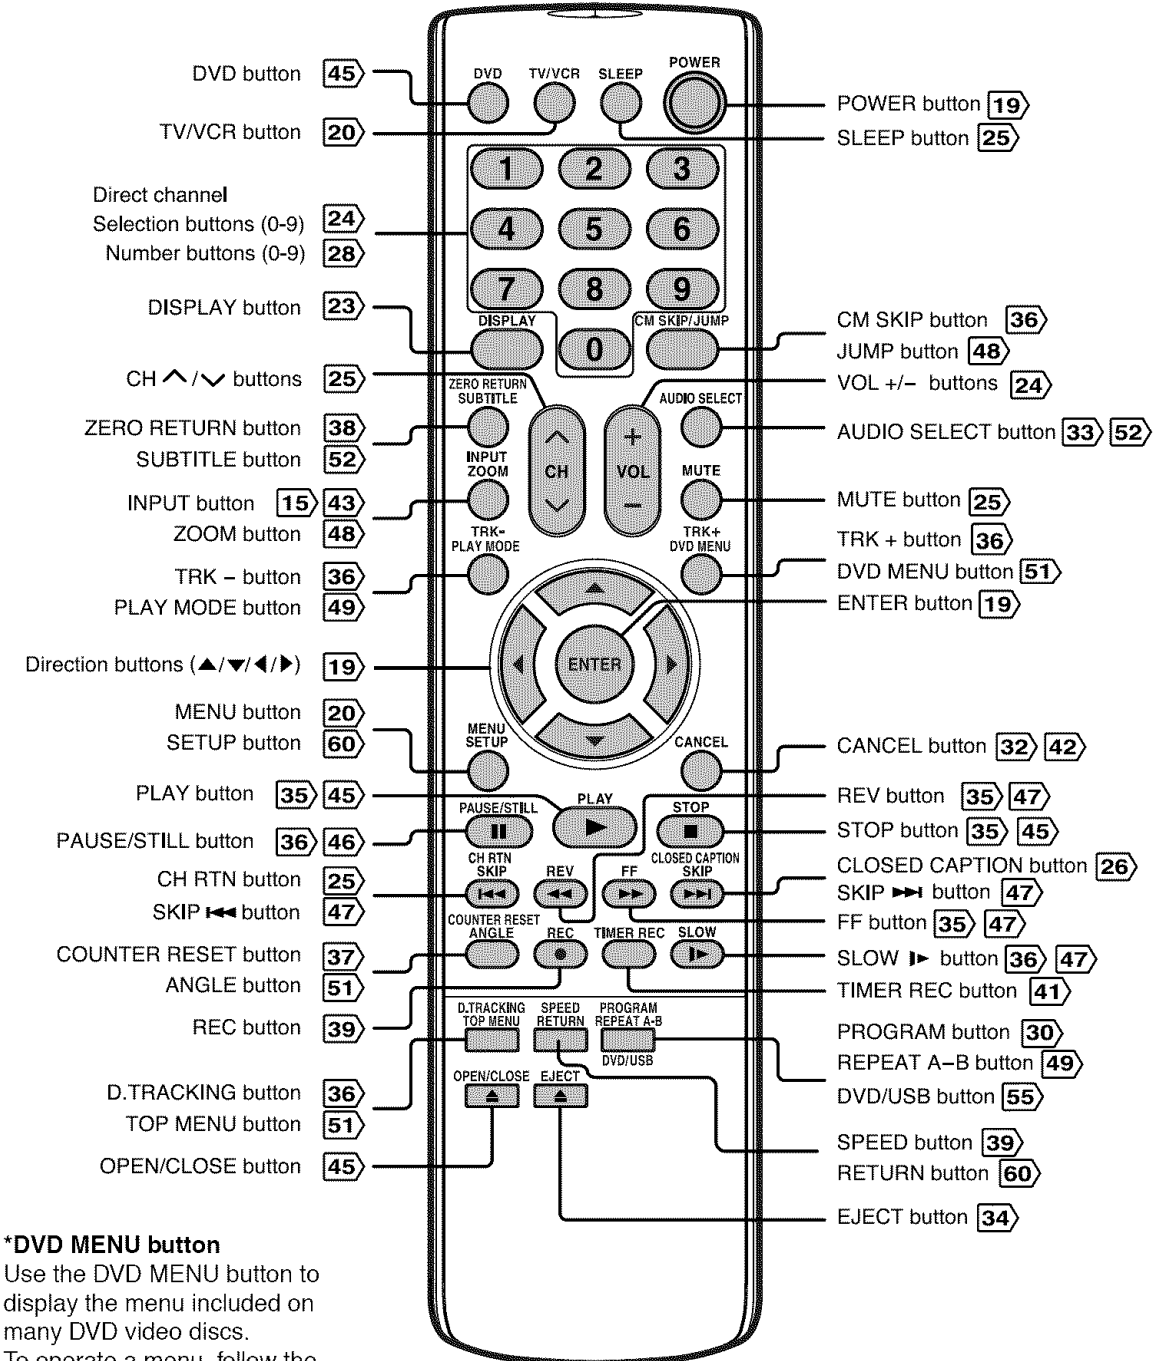 DVD button 45
TV/VCR button 20
Direct channel
Selection buttons (0-9) 24
Number buttons (0-9) 28
DISPLAY button 23
CH / buttons 25
ZERO RETURN button 38
SUBTITLE button 52
INPUT button 15 43
ZOOM button 48
TRK – button 36
PLAY MODE button 49
Direction buttons (▲/▼/◀/▶) 19
MENU button 20
SETUP button 60
PLAY button 35 45
PAUSE/STILL button 36 46
CH RTN button 25
SKIP ⏮ button 47
COUNTER RESET button 37
ANGLE button 51
REC button 39
D.TRACKING button 36
TOP MENU button 51
OPEN/CLOSE button 45
DVD TV/VCR SLEEP POWER
1 2 3
4 5 6
7 8 9
DISPLAY 0 CM SKIP/JUMP
ZERO RETURN
SUBTITLE
AUDIO SELECT
INPUT
ZOOM
CH
+
VOL
–
MUTE
TRK-
PLAY MODE
TRK+
DVD MENU
ENTER
MENU
SETUP
CANCEL
PAUSE/STILL PLAY STOP
CH RTN
SKIP
REV FF
CLOSED CAPTION
SKIP
COUNTER RESET
ANGLE
REC TIMER REC SLOW
D.TRACKING
TOP MENU
SPEED
RETURN
PROGRAM
REPEAT A-B
DVD/USB
OPEN/CLOSE EJECT
POWER button 19
SLEEP button 25
CM SKIP button 36
JUMP button 48
VOL +/– buttons 24
AUDIO SELECT button 33 52
MUTE button 25
TRK + button 36
DVD MENU button 51
ENTER button 19
CANCEL button 32 42
REV button 35 47
STOP button 35 45
CLOSED CAPTION button 26
SKIP ⏭ button 47
FF button 35 47
SLOW button 36 47
TIMER REC button 41
PROGRAM button 30
REPEAT A–B button 49
DVD/USB button 55
SPEED button 39
RETURN button 60
EJECT button 34
*DVD MENU button
Use the DVD MENU button to
display the menu included on
many DVD video discs.
To operate a menu, follow the